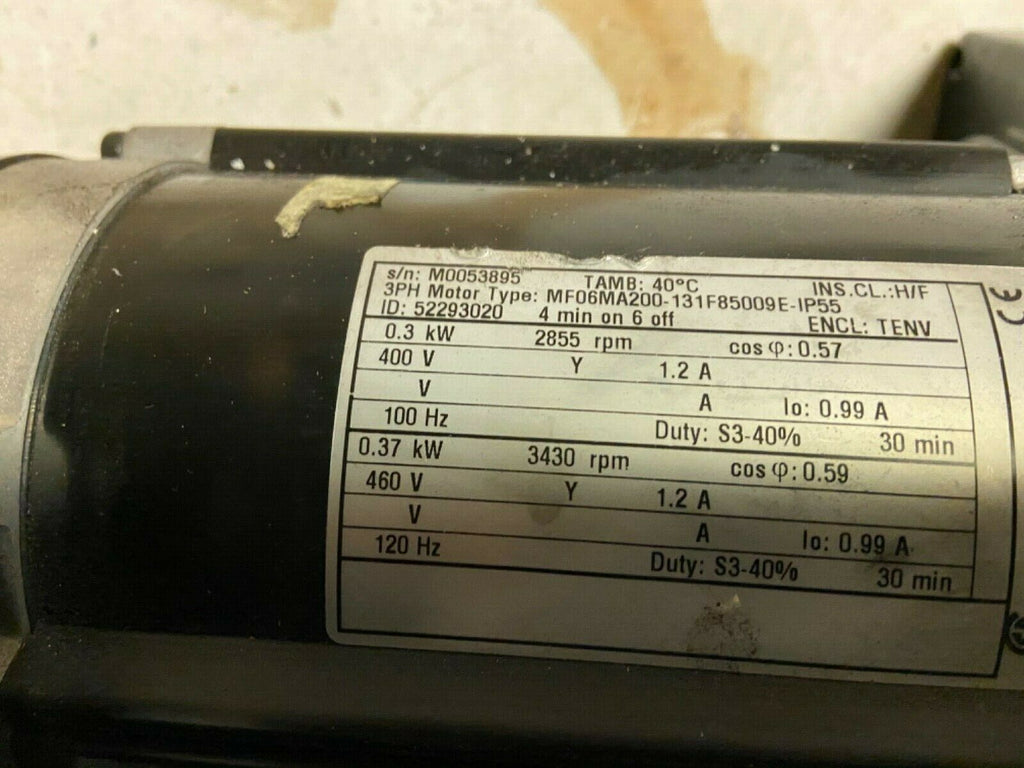 s/n: M0053895 TAMB: 40°C INS.CL.:H/F
3PH Motor Type: MF06MA200-131F85009E-IP55
ID: 52293020 4 min on 6 off ENCL: TENV
0.3 kW 2855 rpm cos φ: 0.57
400 V Y 1.2 A
V A Io: 0.99 A
100 Hz Duty: S3-40% 30 min
0.37 kW 3430 rpm cos φ: 0.59
460 V Y 1.2 A
V A Io: 0.99 A
120 Hz Duty: S3-40% 30 min
CE